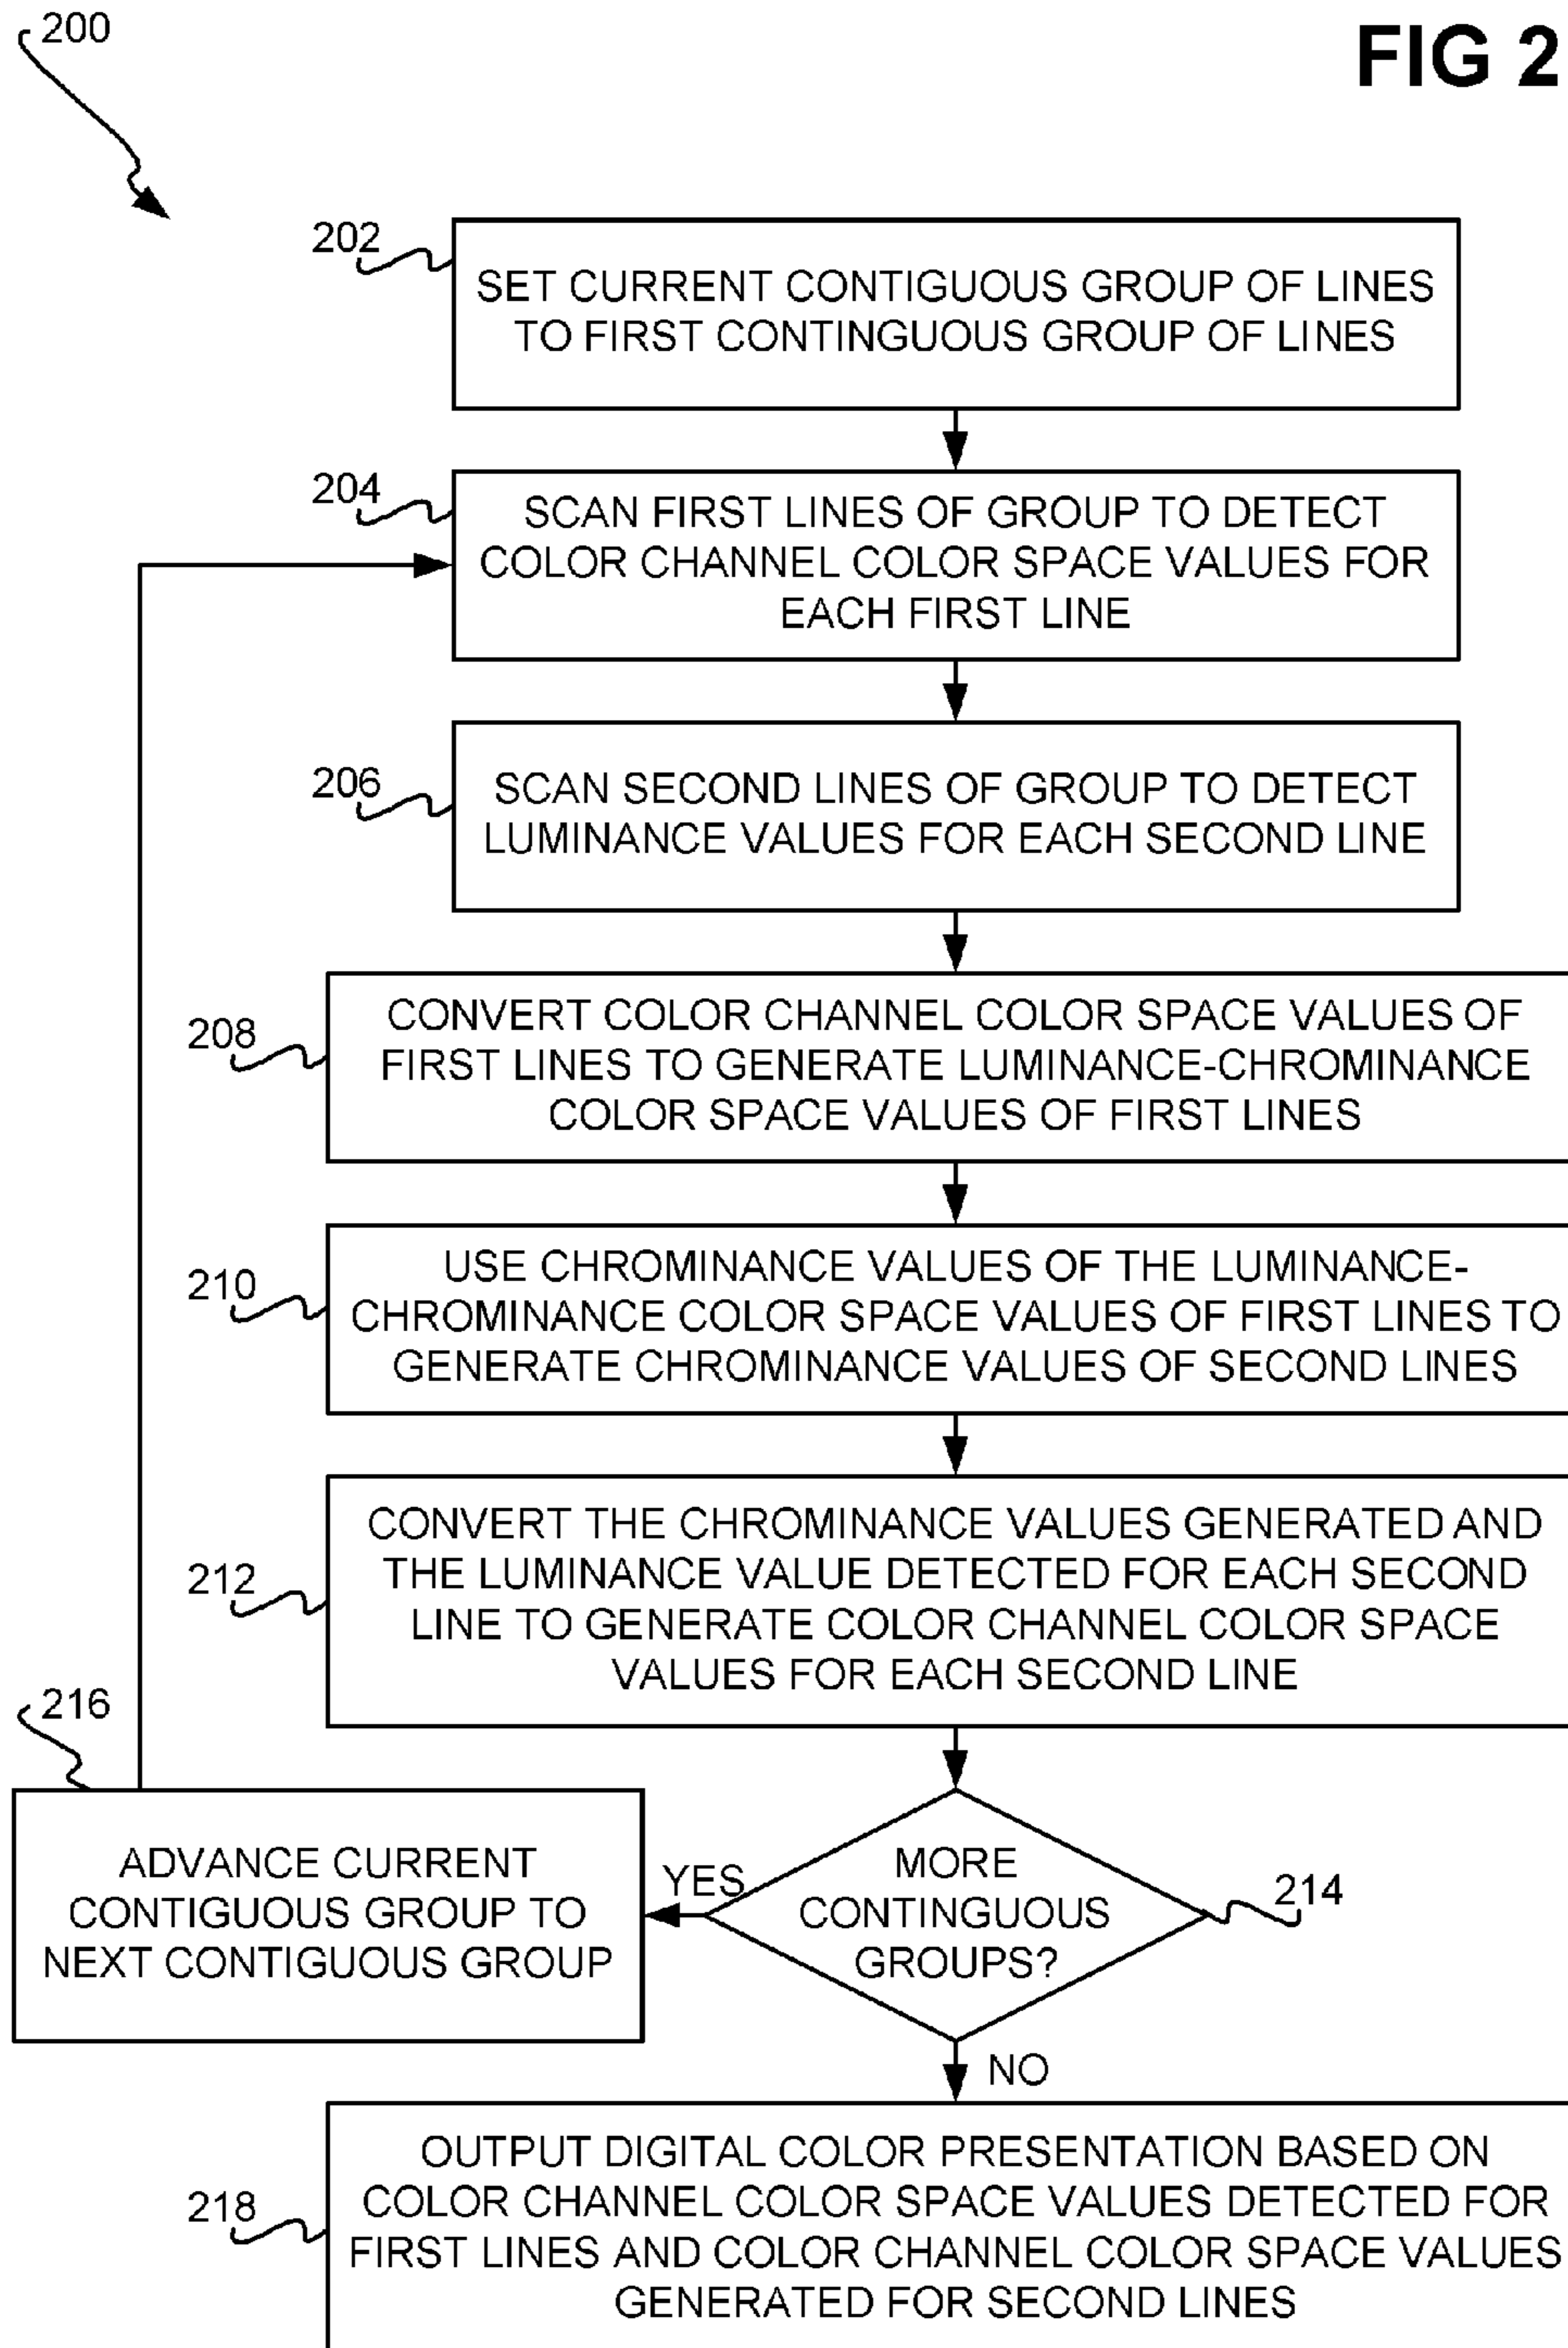 200
FIG 2
202
SET CURRENT CONTIGUOUS GROUP OF LINES
TO FIRST CONTINGUOUS GROUP OF LINES
204
SCAN FIRST LINES OF GROUP TO DETECT
COLOR CHANNEL COLOR SPACE VALUES FOR
EACH FIRST LINE
206
SCAN SECOND LINES OF GROUP TO DETECT
LUMINANCE VALUES FOR EACH SECOND LINE
208
CONVERT COLOR CHANNEL COLOR SPACE VALUES OF
FIRST LINES TO GENERATE LUMINANCE-CHROMINANCE
COLOR SPACE VALUES OF FIRST LINES
210
USE CHROMINANCE VALUES OF THE LUMINANCE-
CHROMINANCE COLOR SPACE VALUES OF FIRST LINES TO
GENERATE CHROMINANCE VALUES OF SECOND LINES
212
CONVERT THE CHROMINANCE VALUES GENERATED AND
THE LUMINANCE VALUE DETECTED FOR EACH SECOND
LINE TO GENERATE COLOR CHANNEL COLOR SPACE
VALUES FOR EACH SECOND LINE
216
ADVANCE CURRENT
CONTIGUOUS GROUP TO
NEXT CONTIGUOUS GROUP
YES
MORE
CONTINGUOUS
GROUPS?
214
NO
218
OUTPUT DIGITAL COLOR PRESENTATION BASED ON
COLOR CHANNEL COLOR SPACE VALUES DETECTED FOR
FIRST LINES AND COLOR CHANNEL COLOR SPACE VALUES
GENERATED FOR SECOND LINES